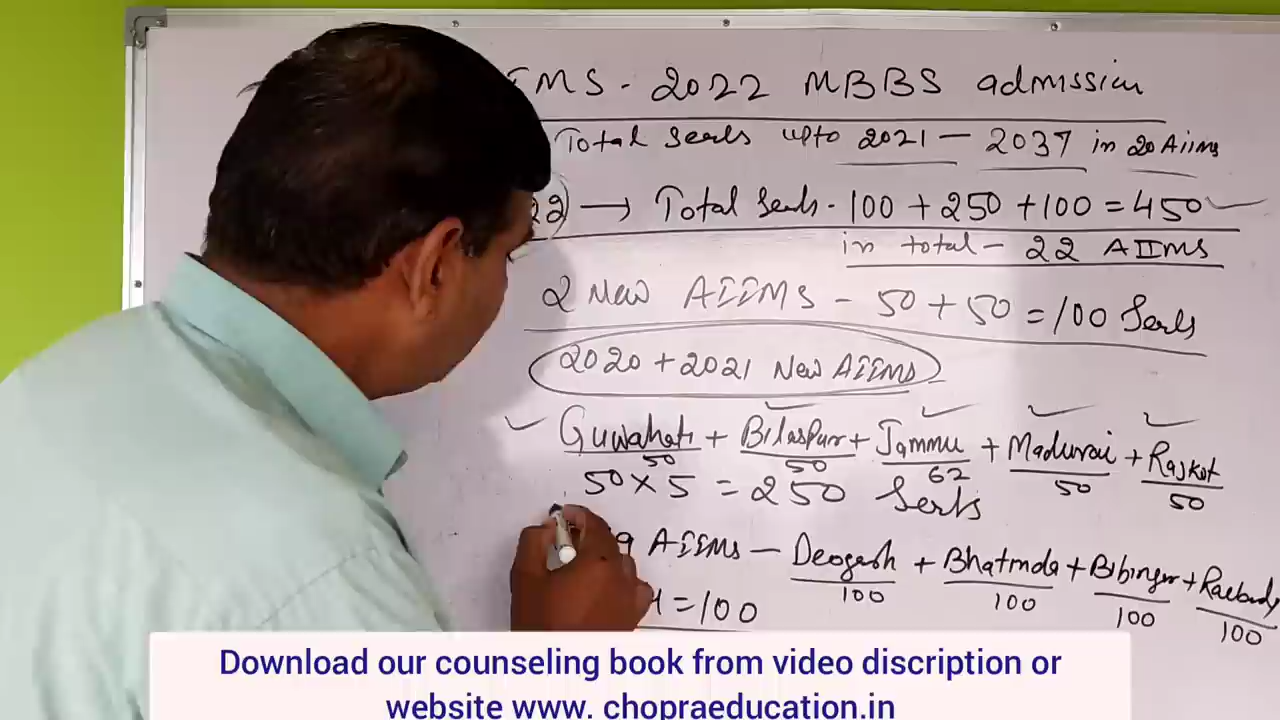 IMS - 2022 MBBS admission
Total Seats upto 2021 - 2037 in 20 Aiims
22) → Total Seats - 100 + 250 + 100 = 450 ✓
in total - 22 AIIMS
2 New AIIMS - 50 + 50 = 100 Seats
2020 + 2021 New AIIMS
✓ Guwahati + Bilaspur + Jammu + Madurai + Rajkot
50 50 62 50 50
50 × 5 = 250 Seats
9 AIIMS - Deogarh + Bhatinda + Bibinger +
100 100 100 100
= 100
Download our counseling book from video discription or
website www. chopraeducation.in